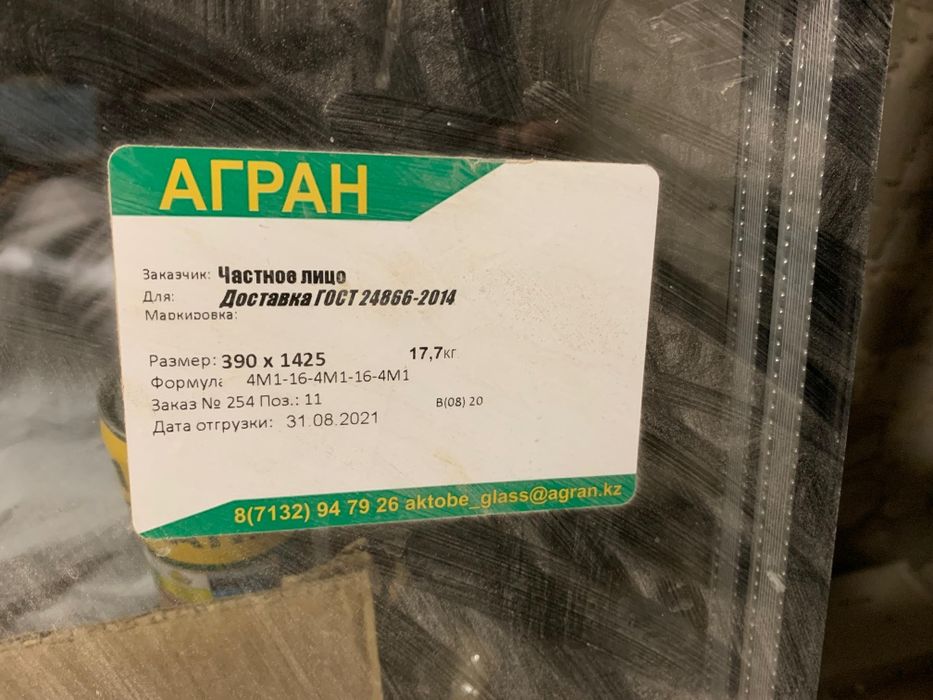 АГРАН
Заказчик: Частное лицо
Для: Доставка ГОСТ 24866-2014
Маркировка:
Размер: 390 x 1425 17,7кг.
Формула 4М1-16-4М1-16-4М1
Заказ № 254 Поз.: 11 В(08) 20
Дата отгрузки: 31.08.2021
8(7132) 94 79 26 aktobe_glass@agran.kz